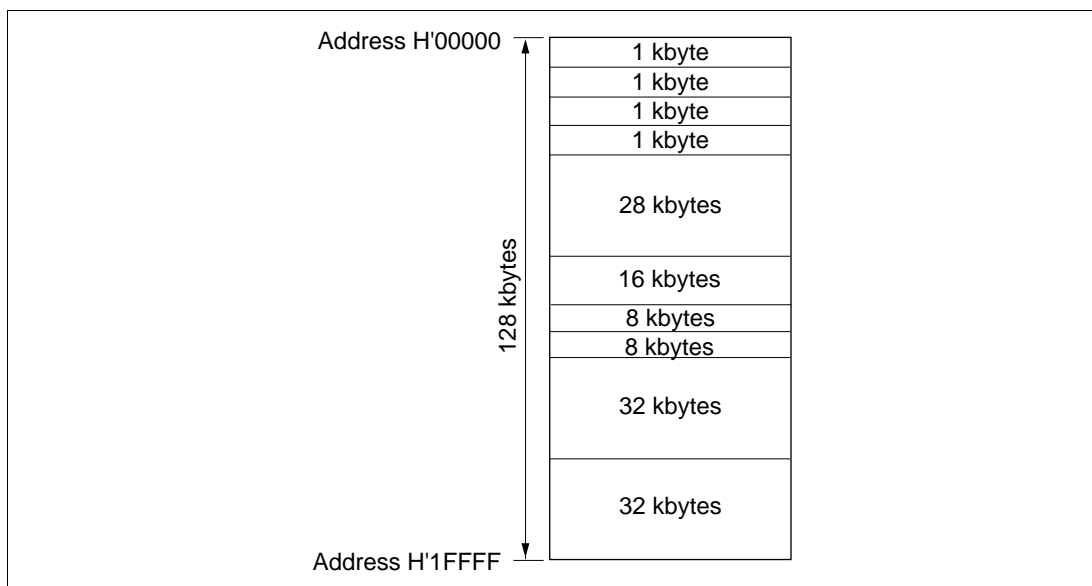 Address H'00000
1 kbyte
1 kbyte
1 kbyte
1 kbyte
28 kbytes
16 kbytes
8 kbytes
8 kbytes
32 kbytes
32 kbytes
128 kbytes
Address H'1FFFF